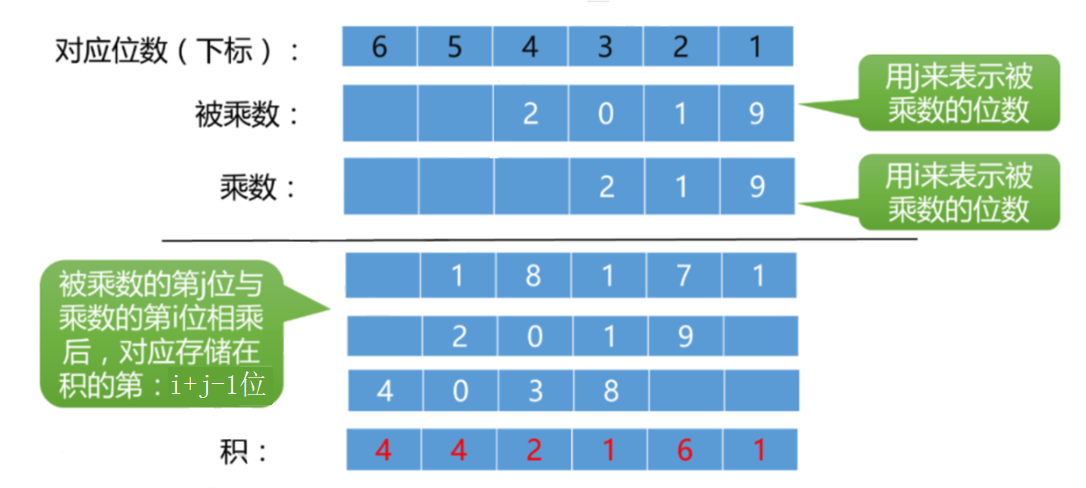 对应位数（下标）： 6 5 4 3 2 1
被乘数： 2 0 1 9
用j来表示被
乘数的位数
乘数： 2 1 9
用i来表示被
乘数的位数
被乘数的第j位与
乘数的第i位相乘
后，对应存储在
积的第：i+j-1位
1 8 1 7 1
2 0 1 9
4 0 3 8
积： 4 4 2 1 6 1